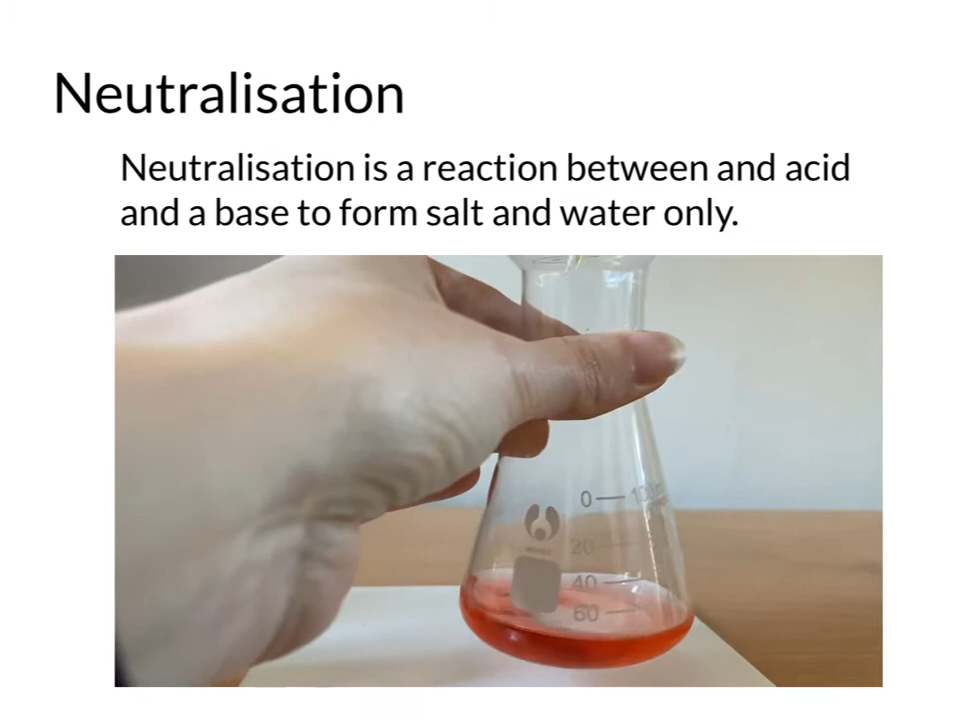 Neutralisation
Neutralisation is a reaction between and acid
and a base to form salt and water only.
0
20
40
60